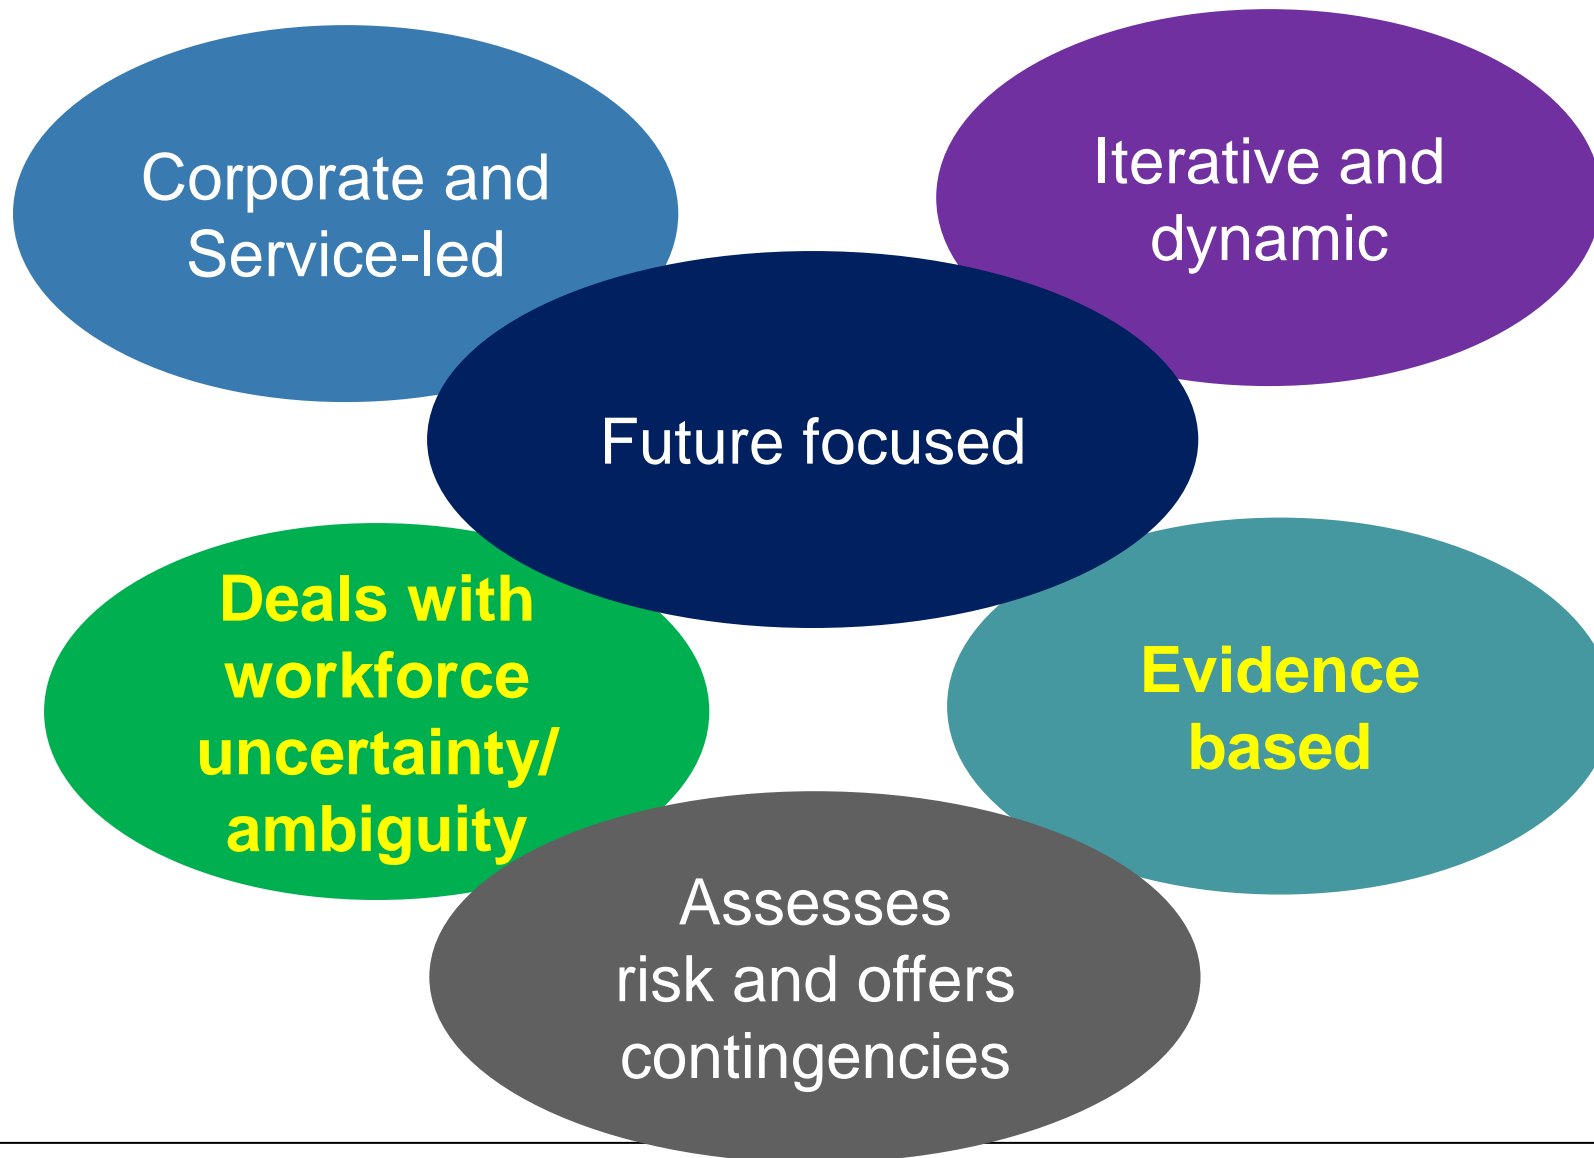 Corporate and
Service-led
Iterative and
dynamic
Future focused
Deals with
workforce
uncertainty/
ambiguity
Evidence
based
Assesses
risk and offers
contingencies